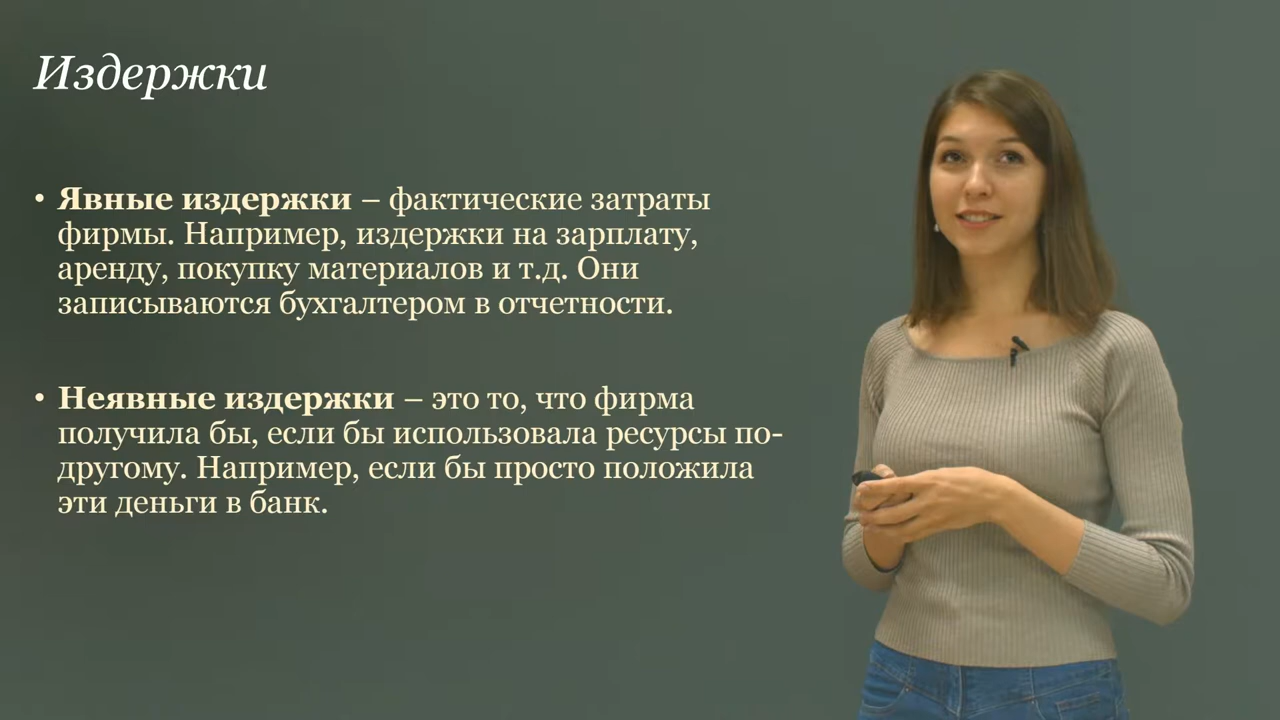 Издержки
• Явные издержки – фактические затраты
фирмы. Например, издержки на зарплату,
аренду, покупку материалов и т.д. Они
записываются бухгалтером в отчетности.
• Неявные издержки – это то, что фирма
получила бы, если бы использовала ресурсы по-
другому. Например, если бы просто положила
эти деньги в банк.